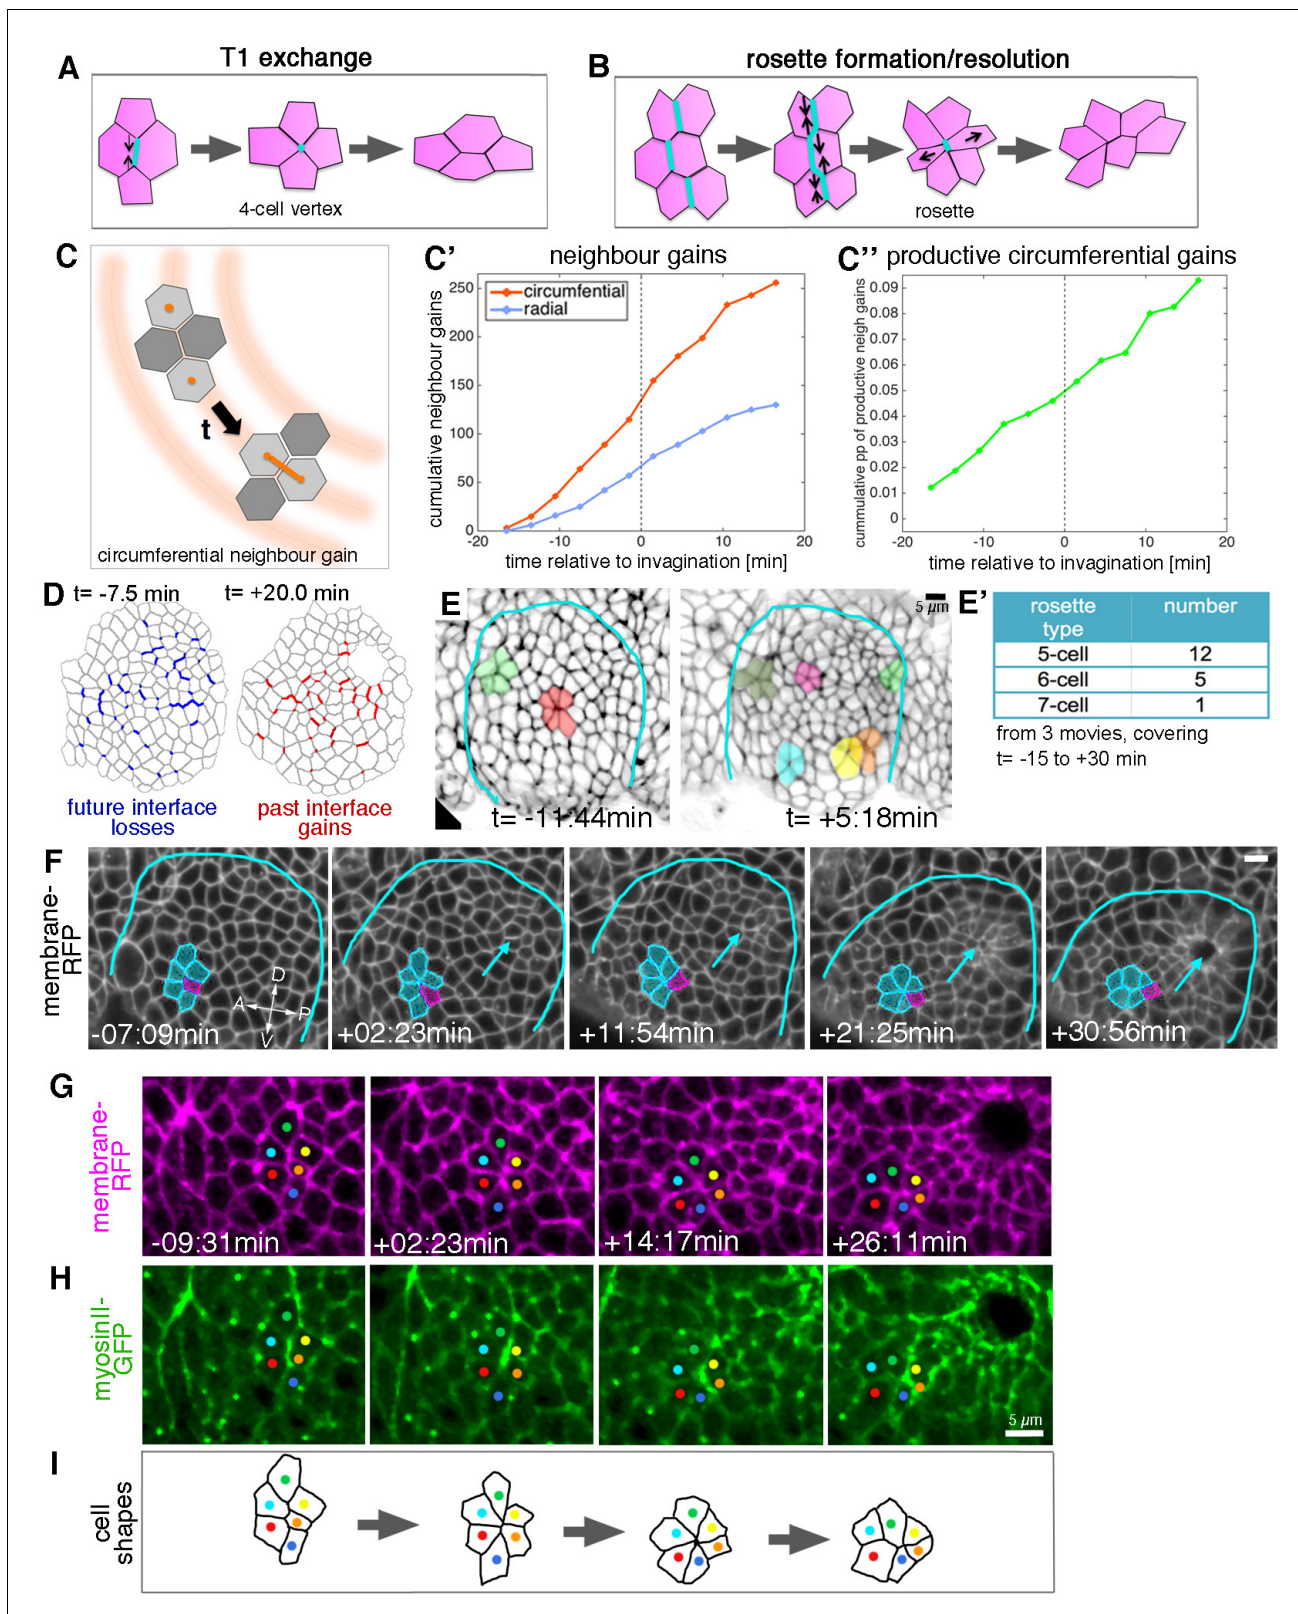 A
T1 exchange
4-cell vertex
B
rosette formation/resolution
rosette
C
t
circumferential neighbour gain
C'
neighbour gains
circumfential
radial
cumulative neighbour gains
250
200
150
100
50
0
-20
-10
0
10
20
time relative to invagination [min]
C''
productive circumferential gains
cummulative pp of productive neigh gains
0.09
0.08
0.07
0.06
0.05
0.04
0.03
0.02
0.01
0
-20
-10
0
10
20
time relative to invagination [min]
D
t= -7.5 min
t= +20.0 min
future interface
losses
past interface
gains
E
5 µm
t= -11:44min
t= +5:18min
E'
rosette type
number
5-cell
12
6-cell
5
7-cell
1
from 3 movies, covering
t= -15 to +30 min
F
membrane-
RFP
D
A
P
V
-07:09min
+02:23min
+11:54min
+21:25min
+30:56min
G
membrane-
RFP
-09:31min
+02:23min
+14:17min
+26:11min
H
myosinII-
GFP
5 µm
I
cell
shapes